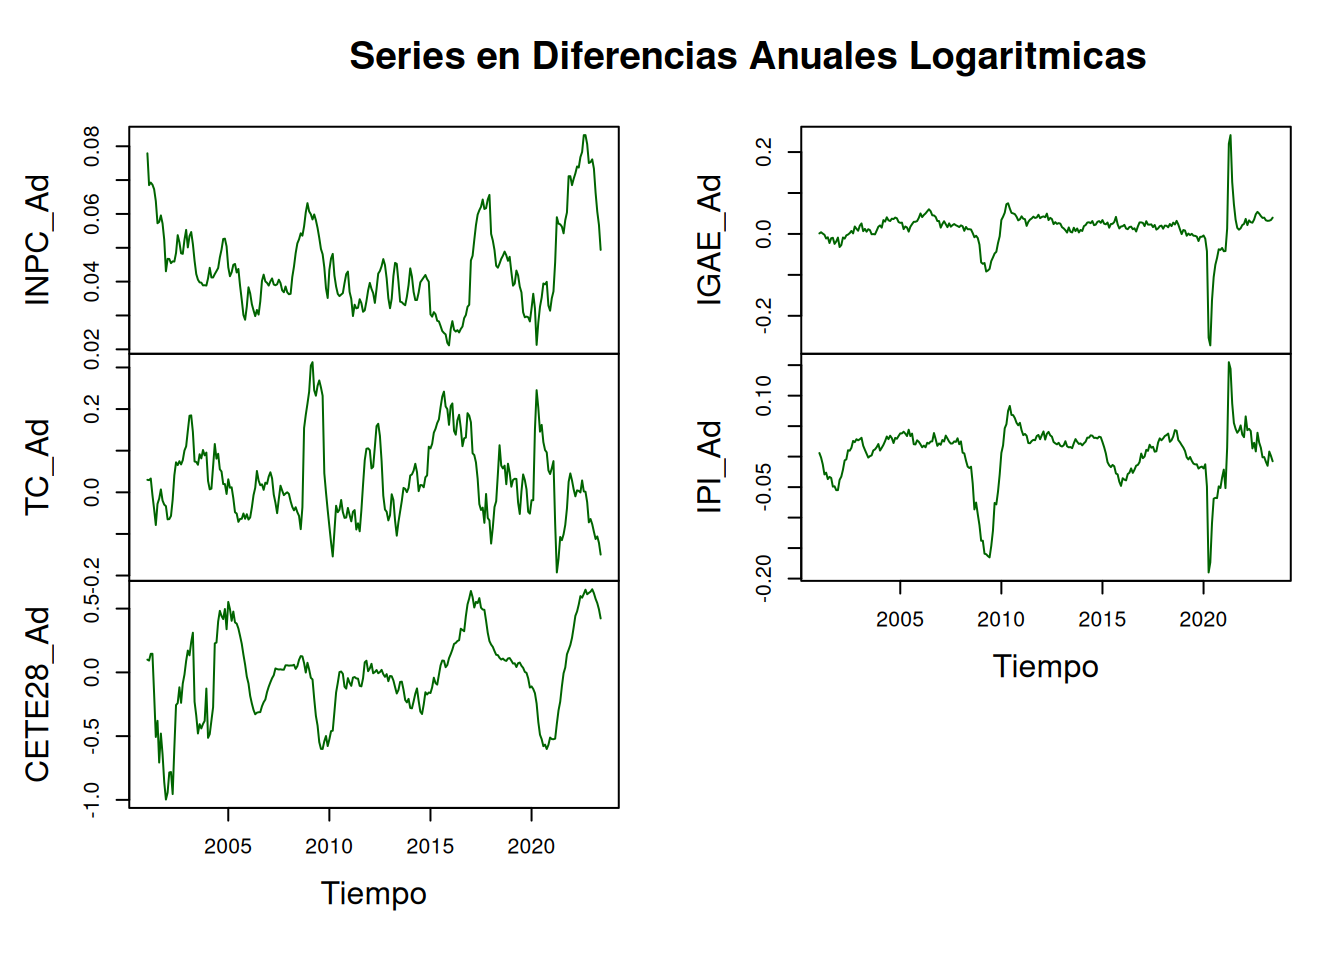 Series en Diferencias Anuales Logaritmicas
INPC_Ad
0.02 0.04 0.06 0.08
TC_Ad
-0.2 0.0 0.2
CETE28_Ad
-1.0 -0.5 0.0 0.5
2005 2010 2015 2020
Tiempo
IGAE_Ad
-0.2 0.0 0.2
IPI_Ad
-0.20 -0.05 0.10
2005 2010 2015 2020
Tiempo